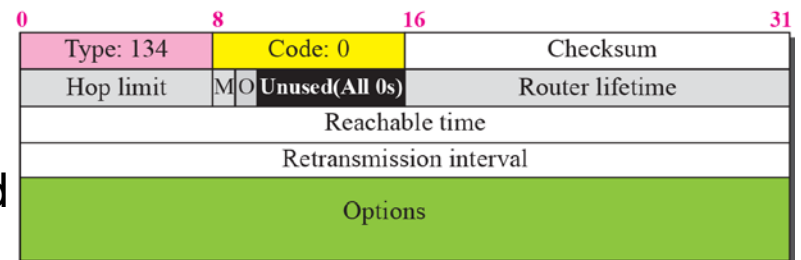 0 8 16 31
Type: 134 Code: 0 Checksum
Hop limit M O Unused(All 0s) Router lifetime
Reachable time
Retransmission interval
d
Options